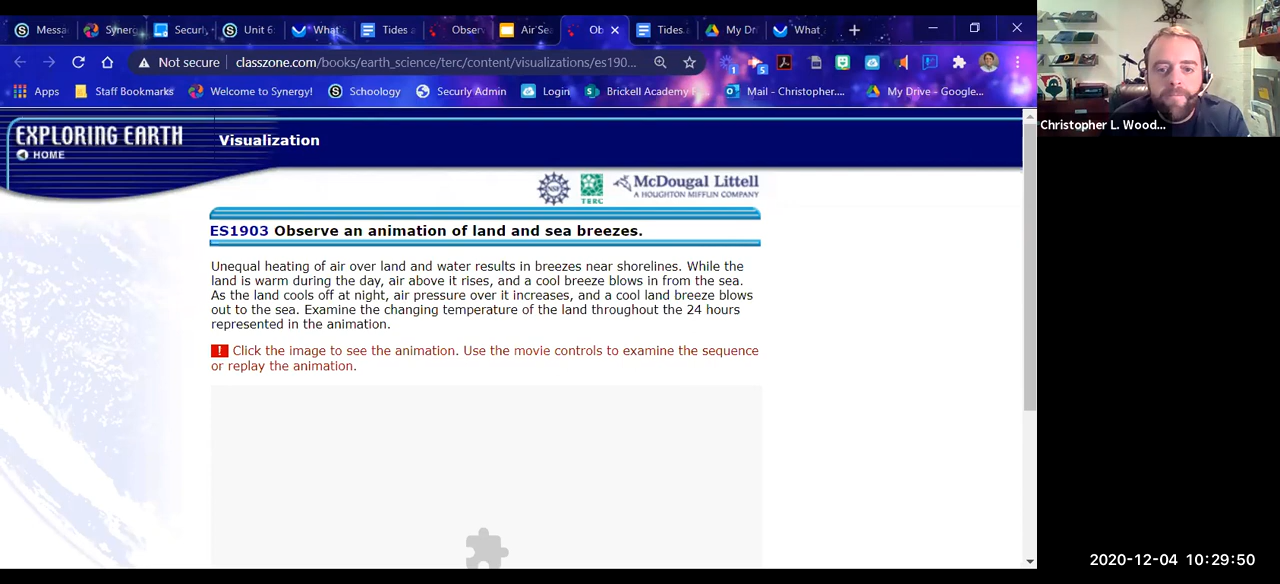 Messa
Synerg
Securly
Unit 6
What
Tides a
Observ
Air Sea
Ob
Tides
My Dri
What
Not secure
classzone.com/books/earth_science/terc/content/visualizations/es190...
Apps
Staff Bookmarks
Welcome to Synergy!
Schoology
Securly Admin
Login
Brickell Academy F
Mail - Christopher....
My Drive - Google...
Christopher L. Wood...
EXPLORING EARTH
HOME
Visualization
NSF
TERC
McDougal Littell
A HOUGHTON MIFFLIN COMPANY
ES1903 Observe an animation of land and sea breezes.
Unequal heating of air over land and water results in breezes near shorelines. While the
land is warm during the day, air above it rises, and a cool breeze blows in from the sea.
As the land cools off at night, air pressure over it increases, and a cool land breeze blows
out to the sea. Examine the changing temperature of the land throughout the 24 hours
represented in the animation.
! Click the image to see the animation. Use the movie controls to examine the sequence
or replay the animation.
2020-12-04 10:29:50